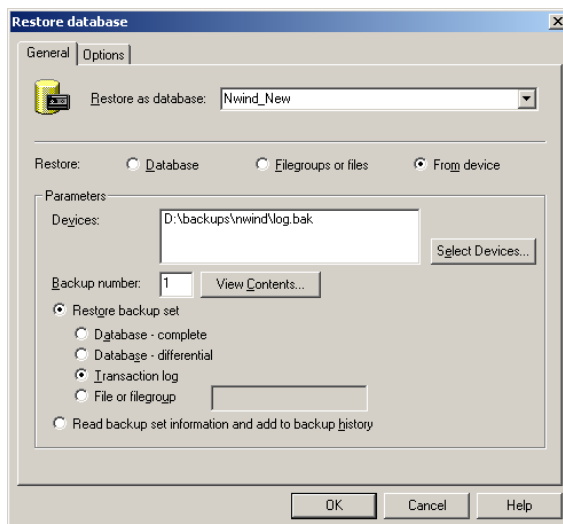 Restore database
General Options
Restore as database: Nwind_New
Restore: Database Filegroups or files From device
Parameters
Devices: D:\backups\nwind\log.bak
Select Devices...
Backup number: 1 View Contents...
Restore backup set
Database - complete
Database - differential
Transaction log
File or filegroup
Read backup set information and add to backup history
OK Cancel Help